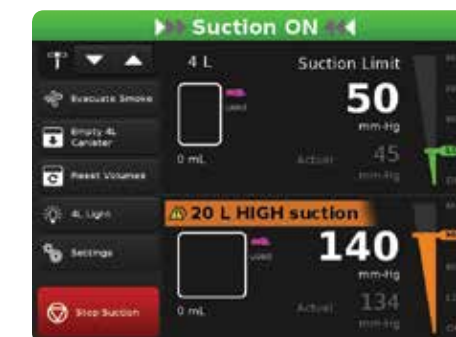 Suction ON
4 L
Suction Limit
50
mm-Hg
Evacuate Smoke
used
Empty 4L
Canister
0 mL
Actual
45
mm-Hg
Reset Volumes
4L Light
20 L HIGH suction
Settings
140
mm-Hg
used
Stop Suction
0 mL
Actual
134
mm-Hg